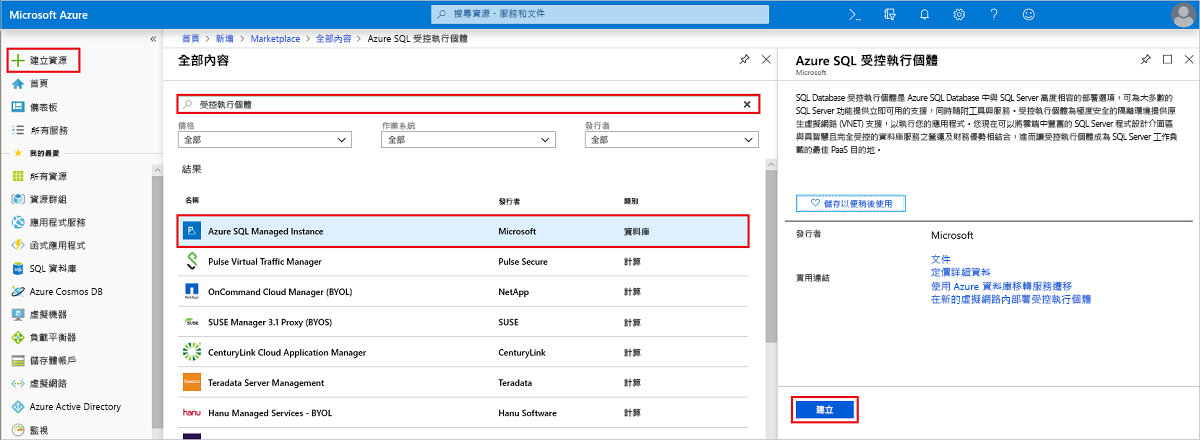 Microsoft Azure
搜尋資源、服務和文件
建立資源
首頁
儀表板
所有服務
我的最愛
所有資源
資源群組
應用程式服務
函式應用程式
SQL 資料庫
Azure Cosmos DB
虛擬機器
負載平衡器
儲存體帳戶
虛擬網路
Azure Active Directory
監視
首頁 > 新增 > Marketplace > 全部內容 > Azure SQL 受控執行個體
全部內容
受控執行個體
價格 作業系統 發行者
全部 全部 全部
結果
名稱 發行者 類別
Azure SQL Managed Instance Microsoft 資料庫
Pulse Virtual Traffic Manager Pulse Secure 計算
OnCommand Cloud Manager (BYOL) NetApp 計算
SUSE Manager 3.1 Proxy (BYOS) SUSE 計算
CenturyLink Cloud Application Manager CenturyLink 計算
Teradata Server Management Teradata 計算
Hanu Managed Services - BYOL Hanu Software 計算
Azure SQL 受控執行個體
Microsoft
SQL Database 受控執行個體是 Azure SQL Database 中與 SQL Server 高度相容的部署選項，可為大多數的
SQL Server 功能提供立即可用的支援，同時隨附工具與服務。受控執行個體為極度安全的隔離環境提供原
生虛擬網路 (VNET) 支援，以執行您的應用程式。您現在可以將雲端中豐富的 SQL Server 程式設計介面區
與具智慧且完全受控的資料庫服務之營運及財務優勢相結合，進而讓受控執行個體成為 SQL Server 工作負
載的最佳 PaaS 目的地。
儲存以便稍後使用
發行者 Microsoft
實用連結
文件
定價詳細資料
使用 Azure 資料庫移轉服務遷移
在新的虛擬網路內部署受控執行個體
建立